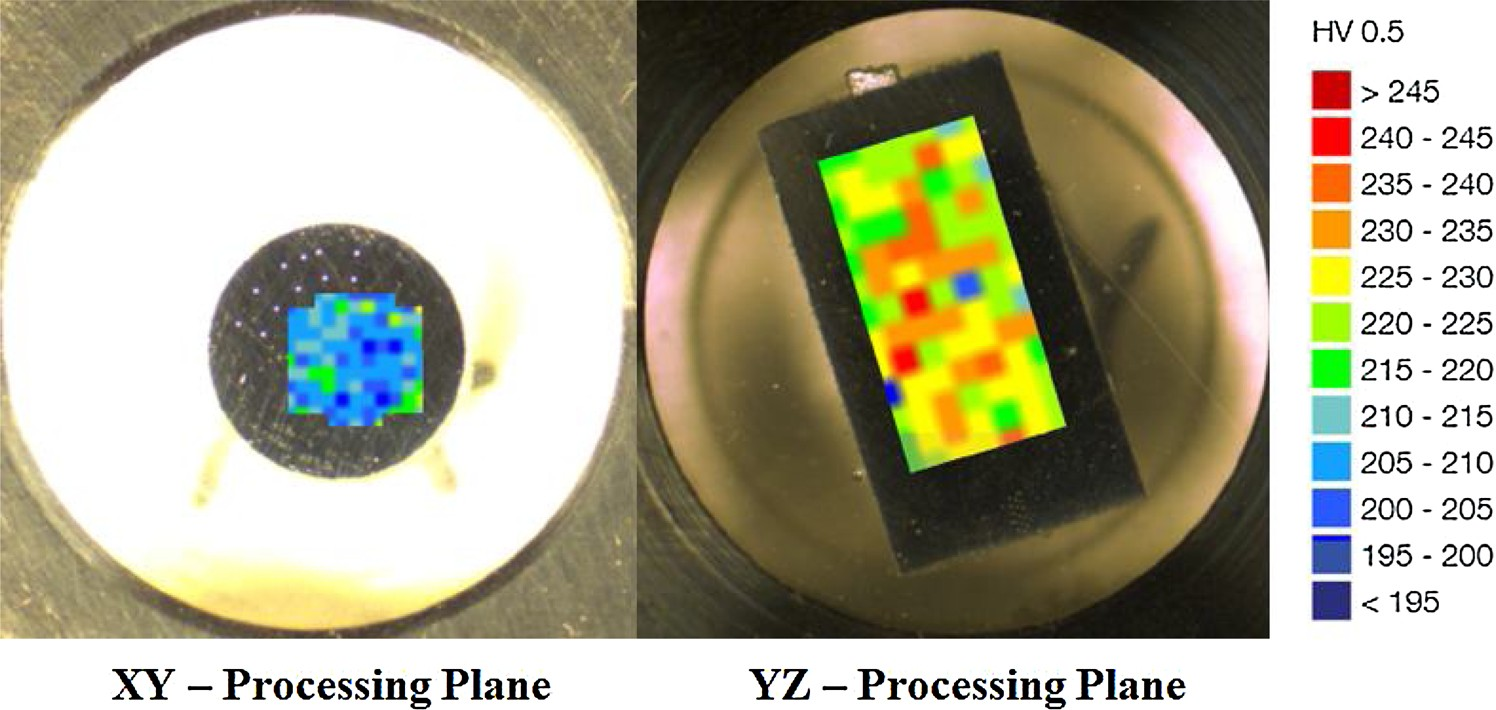 HV 0.5
> 245
240 - 245
235 - 240
230 - 235
225 - 230
220 - 225
215 - 220
210 - 215
205 - 210
200 - 205
195 - 200
< 195
XY – Processing Plane
YZ – Processing Plane